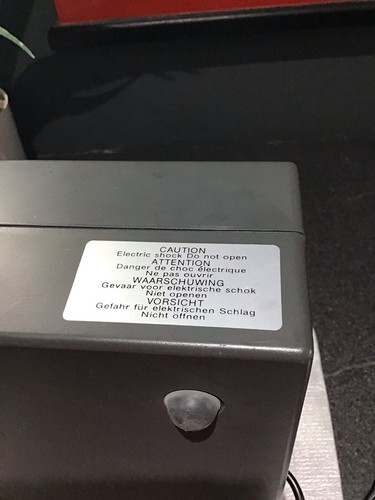 CAUTION
Electric shock Do not open
ATTENTION
Danger de choc électrique
Ne pas ouvrir
WAARSCHUWING
Gevaar voor elektrische schok
Niet openen
VORSICHT
Gefahr für elektrischen Schlag
Nicht öffnen